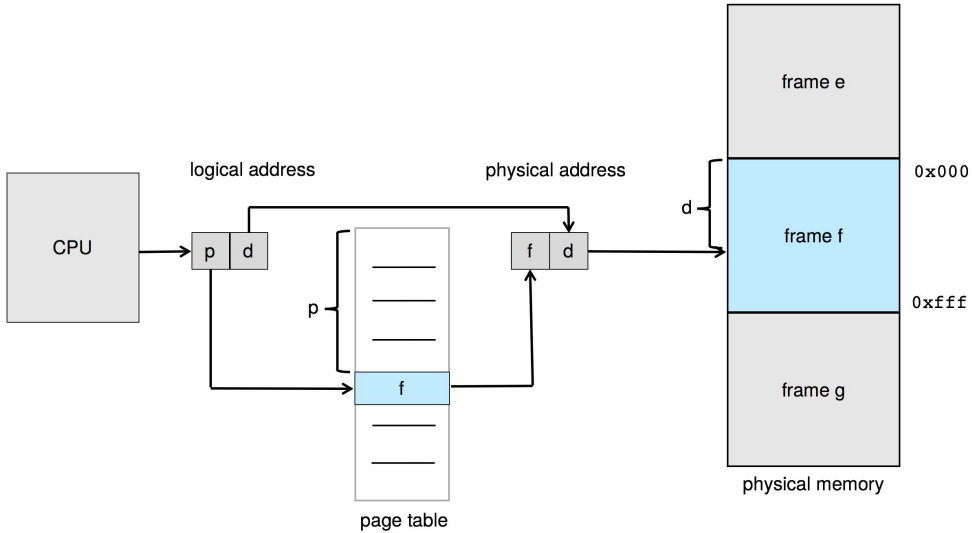 frame e
logical address
physical address
0x000
d
CPU
p d
f d
frame f
p
0xfff
f
frame g
physical memory
page table